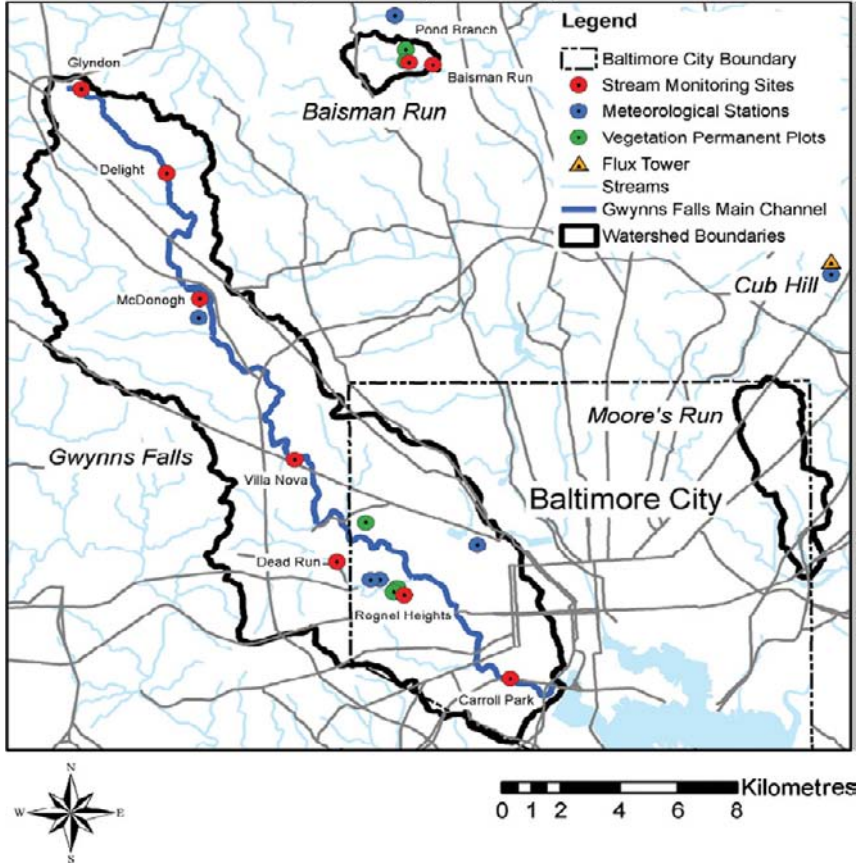 Legend
Baltimore City Boundary
Stream Monitoring Sites
Meteorological Stations
Vegetation Permanent Plots
Flux Tower
Streams
Gwynns Falls Main Channel
Watershed Boundaries
Pond Branch
Glyndon
Baisman Run
Baisman Run
Delight
Cub Hill
McDonogh
Moore's Run
Gwynns Falls
Villa Nova
Baltimore City
Dead Run
Rognel Heights
Carroll Park
N
W E
S
Kilometres
0 1 2 4 6 8